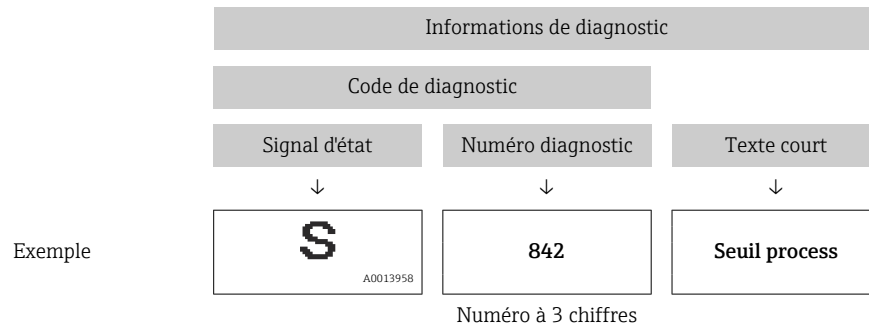 Informations de diagnostic
Code de diagnostic
Signal d'état Numéro diagnostic Texte court
↓ ↓ ↓
Exemple S 842 Seuil process
A0013958
Numéro à 3 chiffres